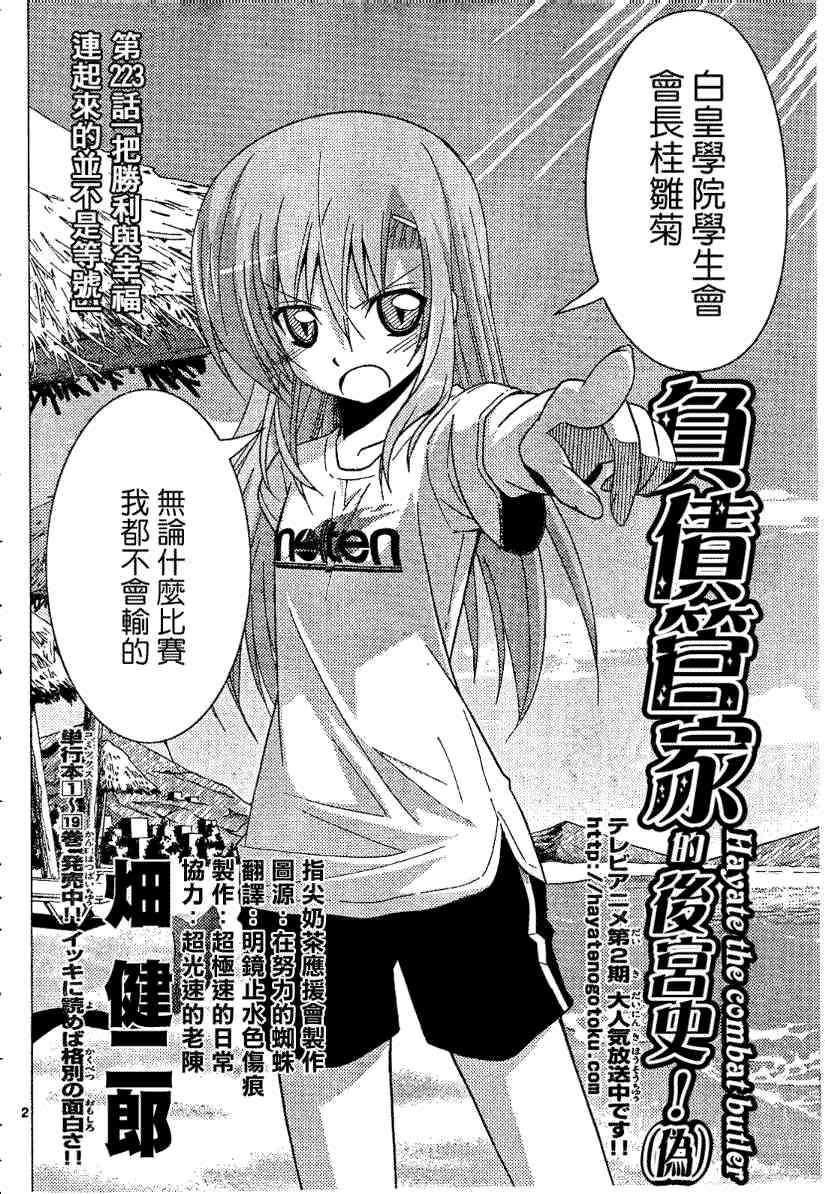 白皇學院學生會
會長桂雛菊
第223話「把勝利與幸福
連起來的並不是等號」
無論什麼比賽
我都不會輸的
molten
負債管家的後宮史！(偽)
Hayate the combat butler
テレビアニメ第2期 大人気放送中です!!
http://hayatenogotoku.com
指尖奶茶應援會製作
圖源：在努力的蜘蛛
翻譯：明鏡止水色傷痕
製作：超極速的日常
協力：超光速的老陳
畑 健二郎
単行本1～19巻発売中!! イッキに読めば格別の面白さ!!
2